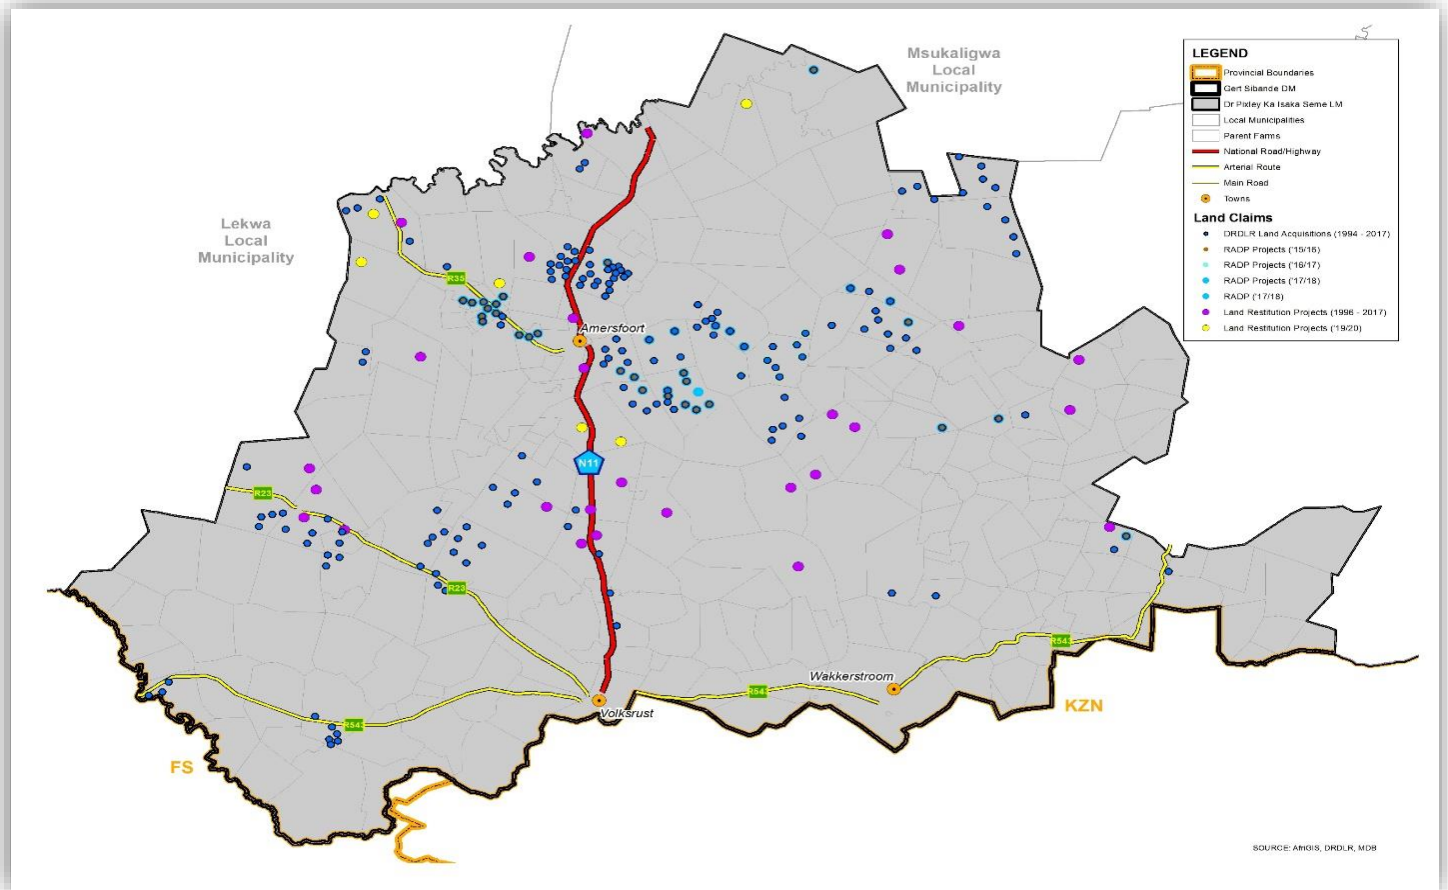 Msukaligwa
Local
Municipality
Lekwa
Local
Municipality
R35
Amersfoort
N11
R23
R23
Wakkerstroom
R543
R543
R543
Volksrust
KZN
FS
LEGEND
Provincial Boundaries
Gert Sibande DM
Dr Pixley Ka Isaka Seme LM
Local Municipalities
Parent Farms
National Road/Highway
Arterial Route
Main Road
Towns
Land Claims
DRDLR Land Acquisitions (1994 - 2017)
RADP Projects ('15/16)
RADP Projects ('16/17)
RADP Projects ('17/18)
RADP ('17/18)
Land Restitution Projects (1996 - 2017)
Land Restitution Projects ('19/20)
SOURCE: AfriGIS, DRDLR, MDB